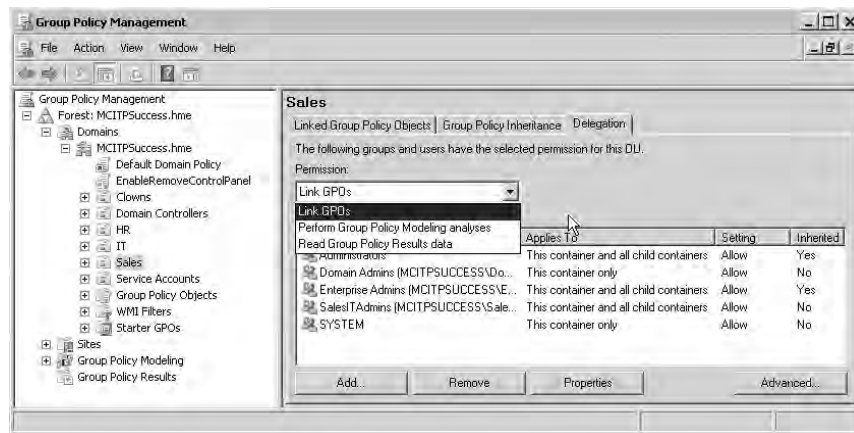 Group Policy Management
File Action View Window Help
Group Policy Management
Forest: MCITPSuccess.hme
Domains
MCITPSuccess.hme
Default Domain Policy
EnableRemoveControlPanel
Clowns
Domain Controllers
HR
IT
Sales
Service Accounts
Group Policy Objects
WMI Filters
Starter GPOs
Sites
Group Policy Modeling
Group Policy Results
Sales
Linked Group Policy Objects Group Policy Inheritance Delegation
The following groups and users have the selected permission for this OU.
Permission:
Link GPOs
Link GPOs
Perform Group Policy Modeling analyses
Read Group Policy Results data
Applies To Setting Inherited
Administrators This container and all child containers Allow Yes
Domain Admins (MCITPSUCCESS\Do... This container only Allow No
Enterprise Admins (MCITPSUCCESS\E... This container and all child containers Allow Yes
SalesITAdmins (MCITPSUCCESS\Sale... This container and all child containers Allow No
SYSTEM This container only Allow No
Add... Remove Properties Advanced...